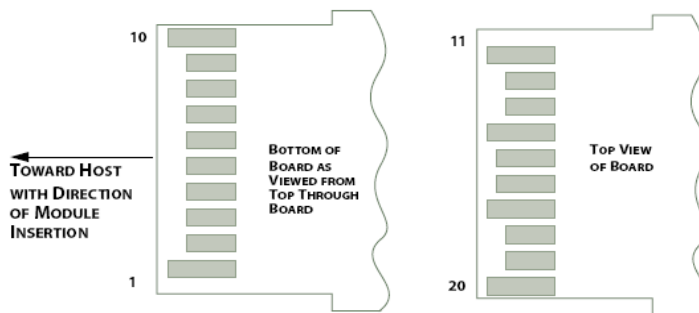 10
BOTTOM OF
BOARD AS
VIEWED FROM
TOP THROUGH
BOARD
TOWARD HOST
WITH DIRECTION
OF MODULE
INSERTION
1
11
TOP VIEW
OF BOARD
20